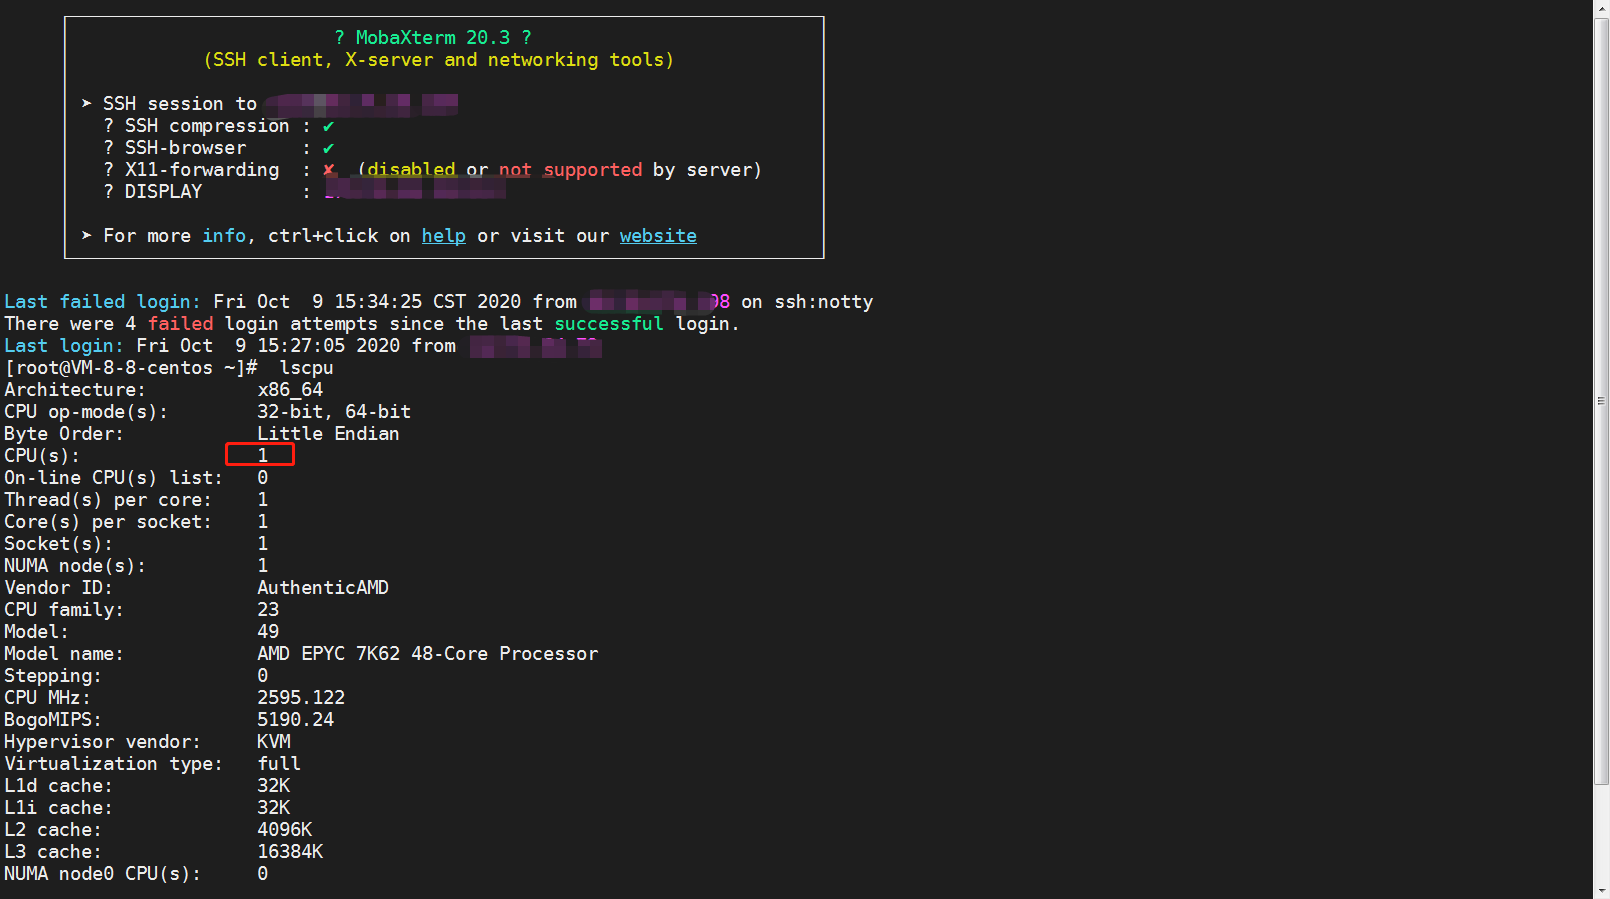 ? MobaXterm 20.3 ?
(SSH client, X-server and networking tools)
➤ SSH session to
? SSH compression : ✔
? SSH-browser     : ✔
? X11-forwarding  : ✘  (disabled or not supported by server)
? DISPLAY         :
➤ For more info, ctrl+click on help or visit our website
Last failed login: Fri Oct  9 15:34:25 CST 2020 from 98 on ssh:notty
There were 4 failed login attempts since the last successful login.
Last login: Fri Oct  9 15:27:05 2020 from
[root@VM-8-8-centos ~]#  lscpu
Architecture:          x86_64
CPU op-mode(s):        32-bit, 64-bit
Byte Order:            Little Endian
CPU(s):                1
On-line CPU(s) list:   0
Thread(s) per core:    1
Core(s) per socket:    1
Socket(s):             1
NUMA node(s):          1
Vendor ID:             AuthenticAMD
CPU family:            23
Model:                 49
Model name:            AMD EPYC 7K62 48-Core Processor
Stepping:              0
CPU MHz:               2595.122
BogoMIPS:              5190.24
Hypervisor vendor:     KVM
Virtualization type:   full
L1d cache:             32K
L1i cache:             32K
L2 cache:              4096K
L3 cache:              16384K
NUMA node0 CPU(s):     0